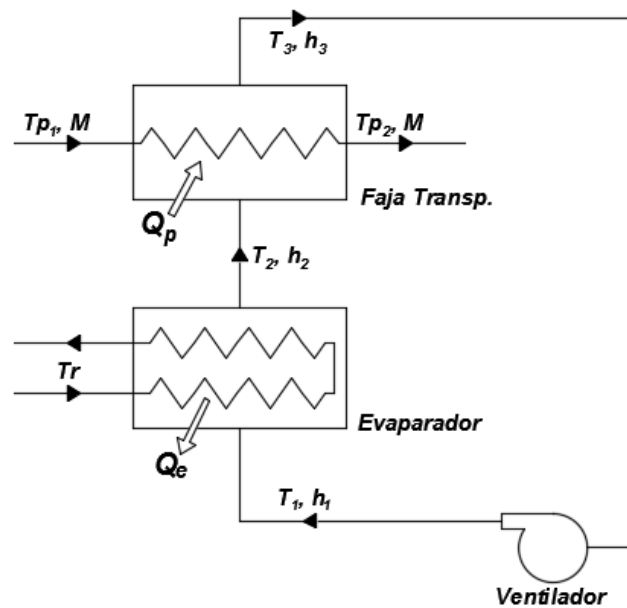 T3, h3
Tp1, M
Tp2, M
Faja Transp.
Qp
T2, h2
Tr
Evaparador
Qe
T1, h1
Ventilador